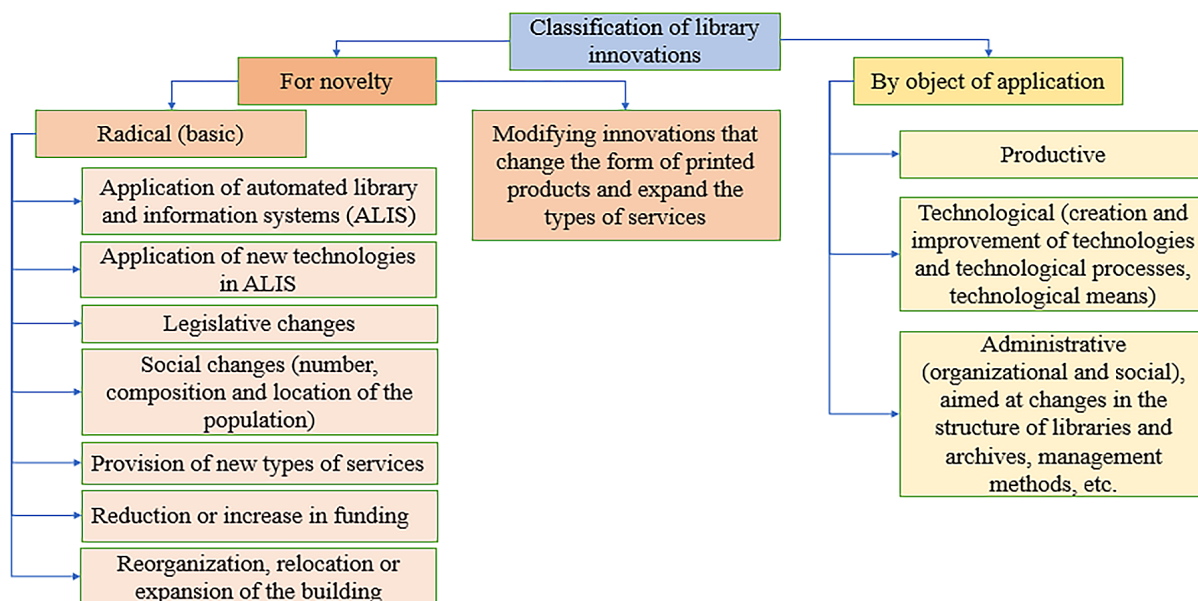 Classification of library
innovations
For novelty
By object of application
Radical (basic)
Modifying innovations that
change the form of printed
products and expand the
types of services
Application of automated library
and information systems (ALIS)
Application of new technologies
in ALIS
Legislative changes
Social changes (number,
composition and location of the
population)
Provision of new types of services
Reduction or increase in funding
Reorganization, relocation or
expansion of the building
Productive
Technological (creation and
improvement of technologies
and technological processes,
technological means)
Administrative
(organizational and social),
aimed at changes in the
structure of libraries and
archives, management
methods, etc.